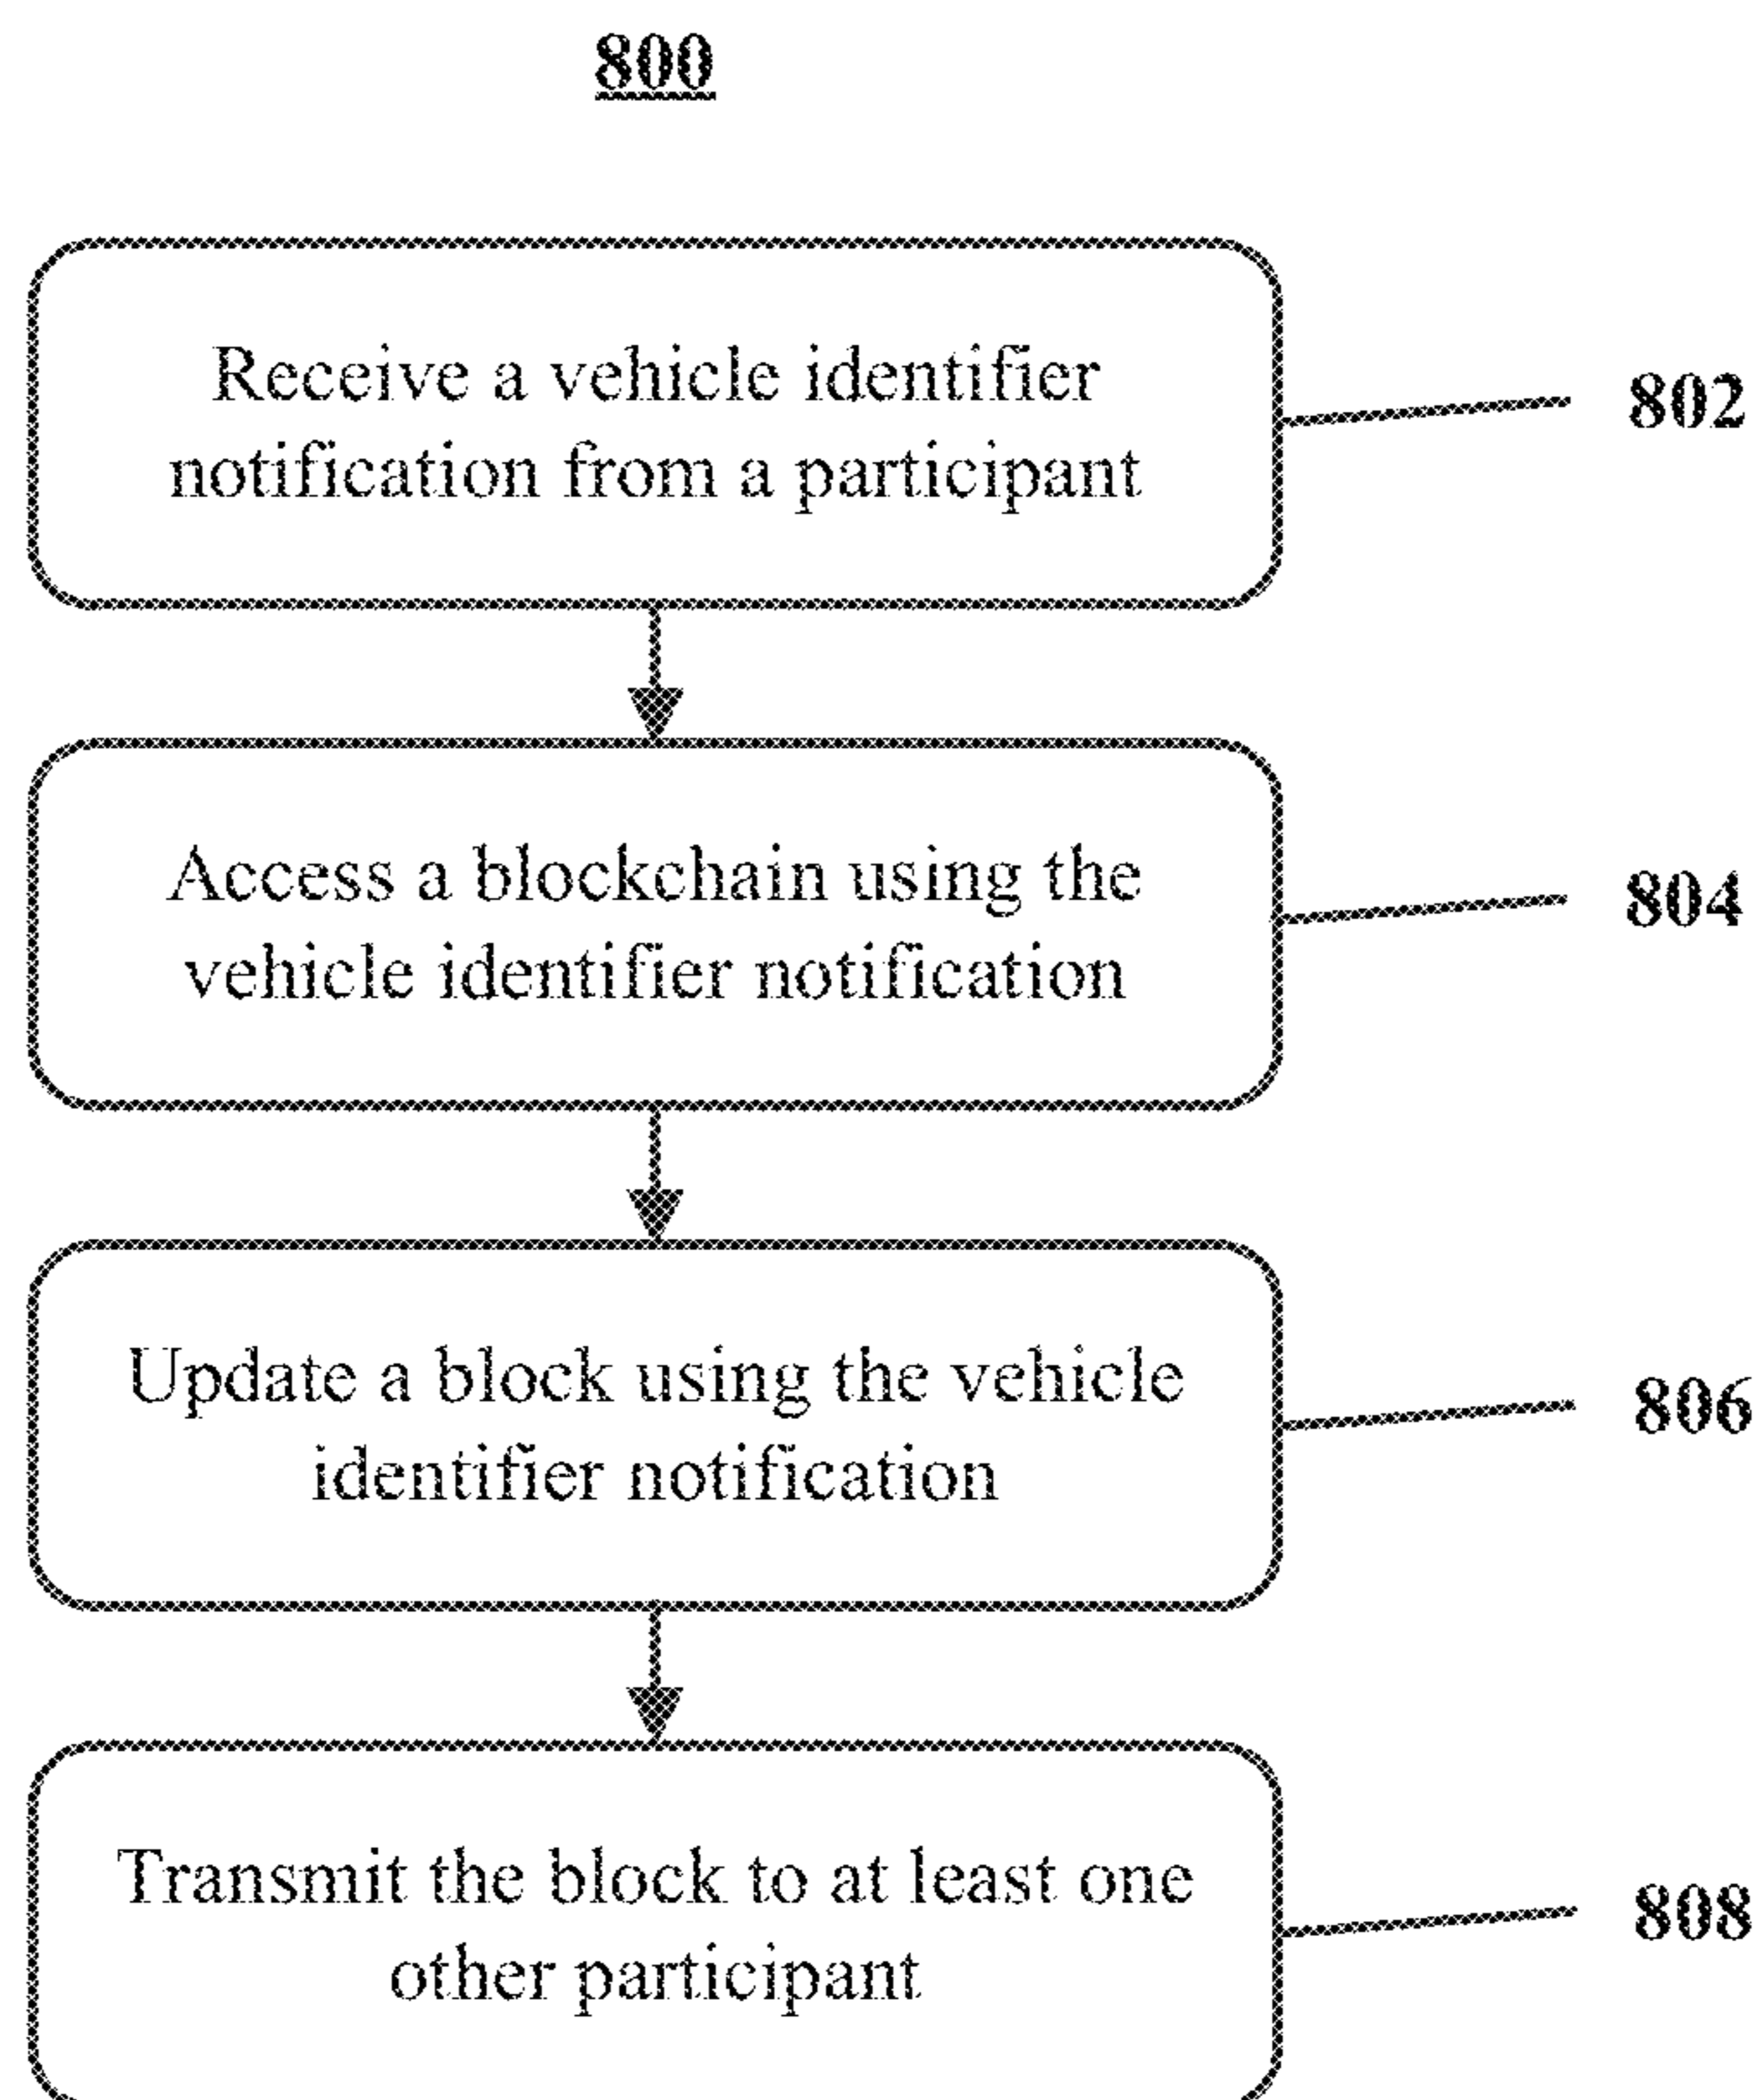 800
Receive a vehicle identifier
notification from a participant
802
Access a blockchain using the
vehicle identifier notification
804
Update a block using the vehicle
identifier notification
806
Transmit the block to at least one
other participant
808